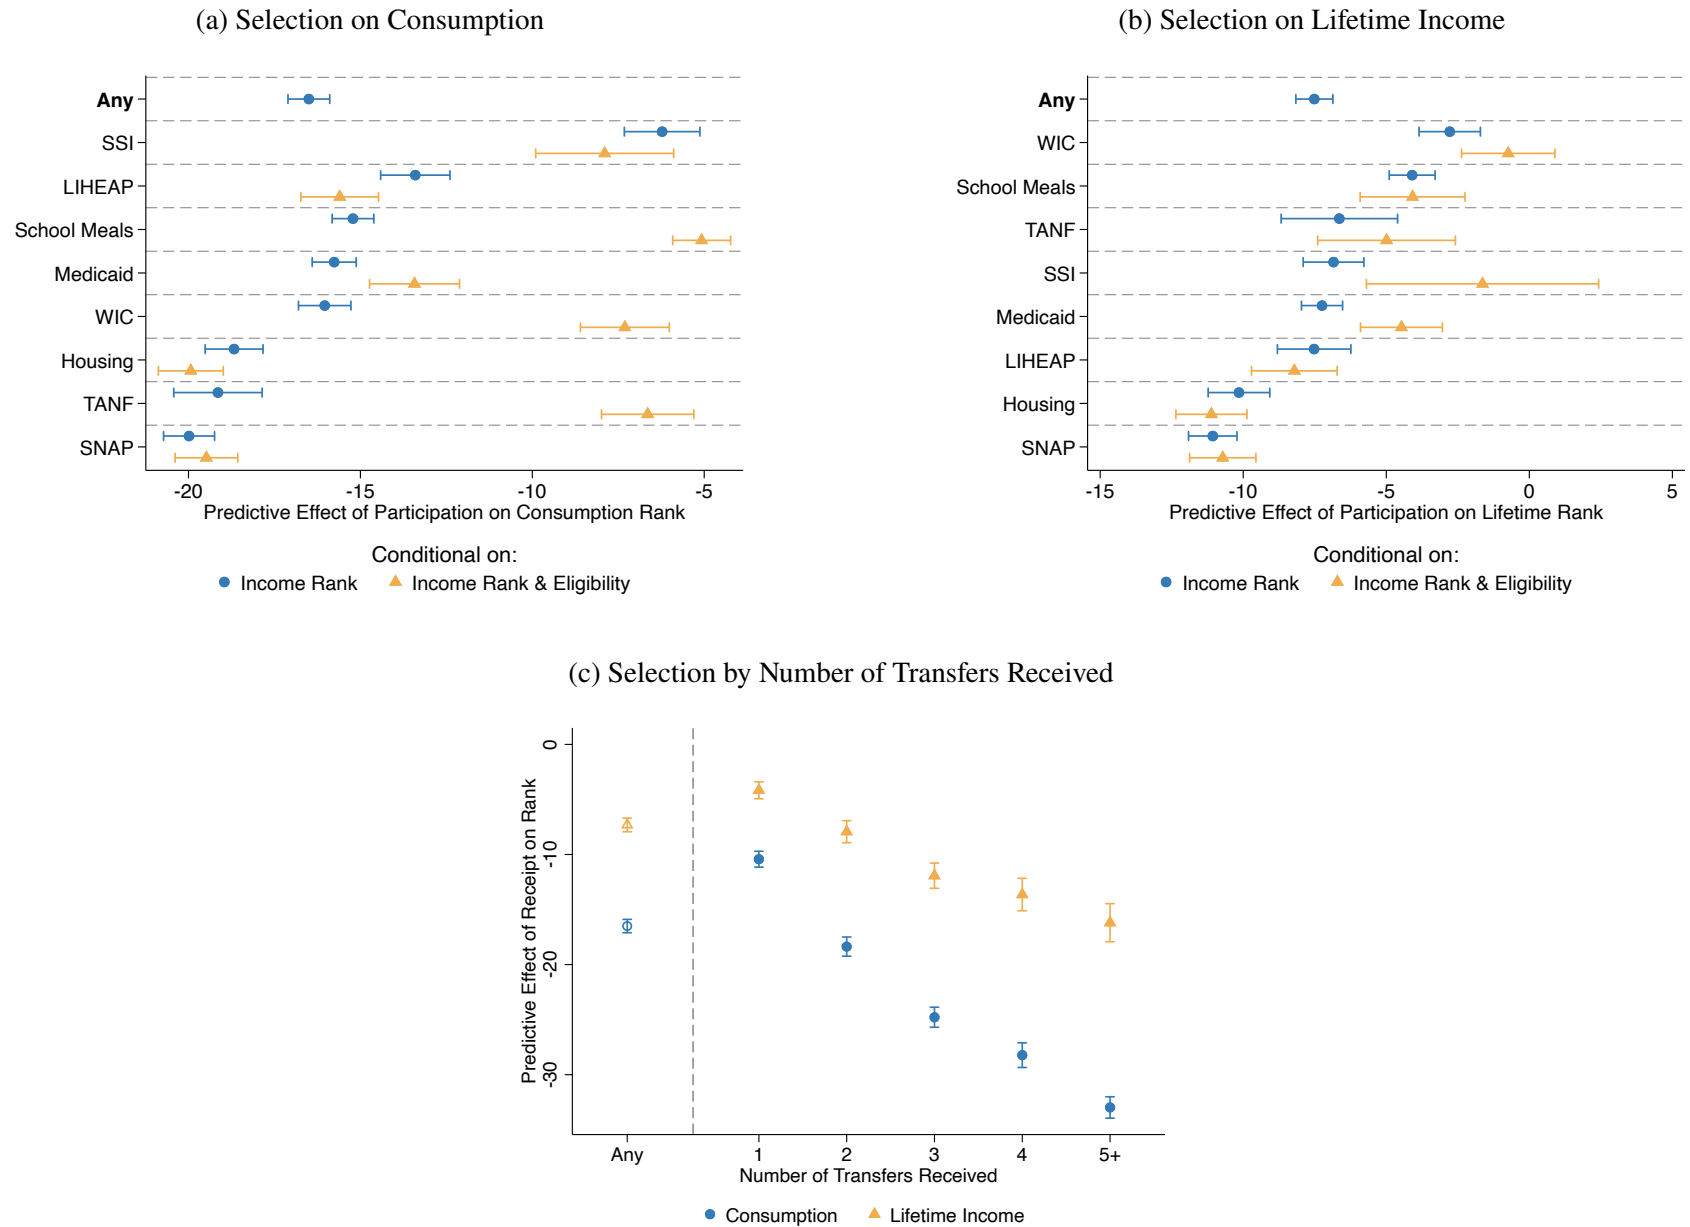 (a) Selection on Consumption
Any
SSI
LIHEAP
School Meals
Medicaid
WIC
Housing
TANF
SNAP
-20 -15 -10 -5
Predictive Effect of Participation on Consumption Rank
Conditional on:
Income Rank Income Rank & Eligibility
(b) Selection on Lifetime Income
Any
WIC
School Meals
TANF
SSI
Medicaid
LIHEAP
Housing
SNAP
-15 -10 -5 0 5
Predictive Effect of Participation on Lifetime Rank
Conditional on:
Income Rank Income Rank & Eligibility
(c) Selection by Number of Transfers Received
Predictive Effect of Receipt on Rank
0
-10
-20
-30
Any 1 2 3 4 5+
Number of Transfers Received
Consumption Lifetime Income